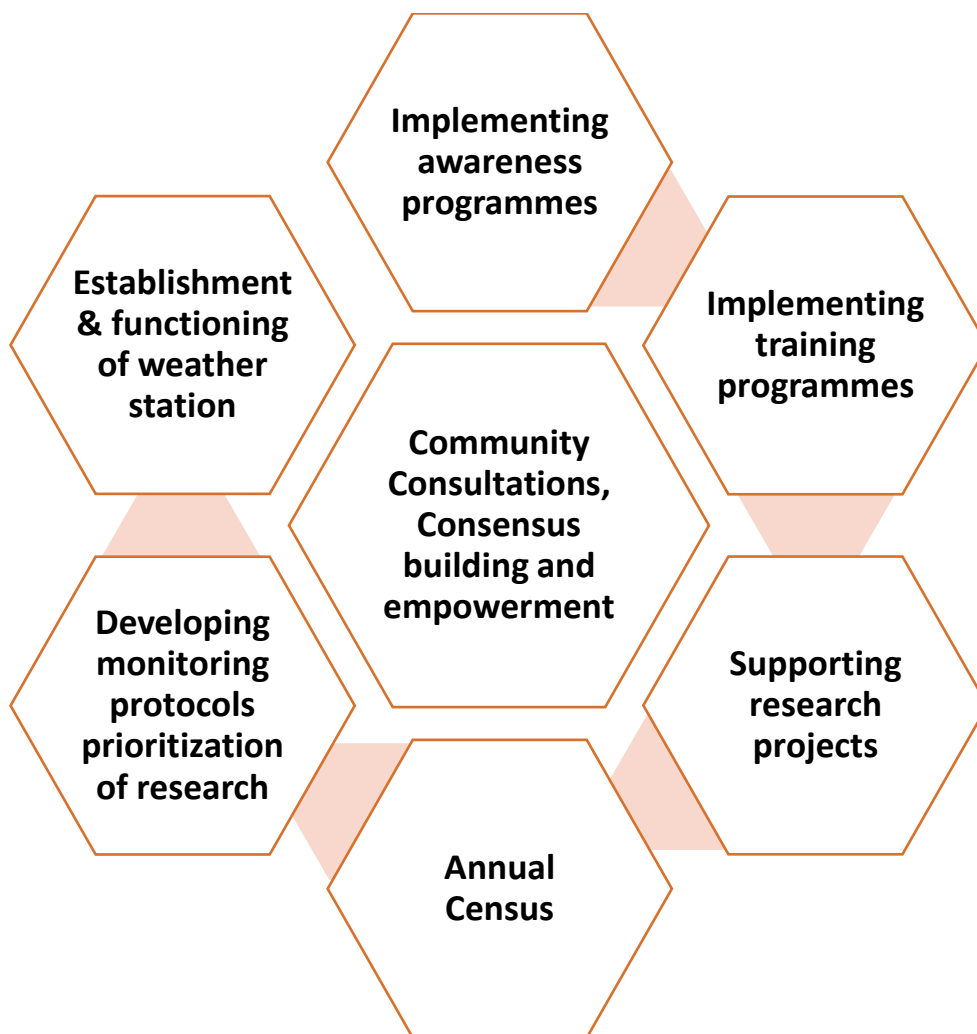 Implementing
awareness
programmes
Implementing
training
programmes
Supporting
research
projects
Annual
Census
Developing
monitoring
protocols
prioritization
of research
Establishment
& functioning
of weather
station
Community
Consultations,
Consensus
building and
empowerment